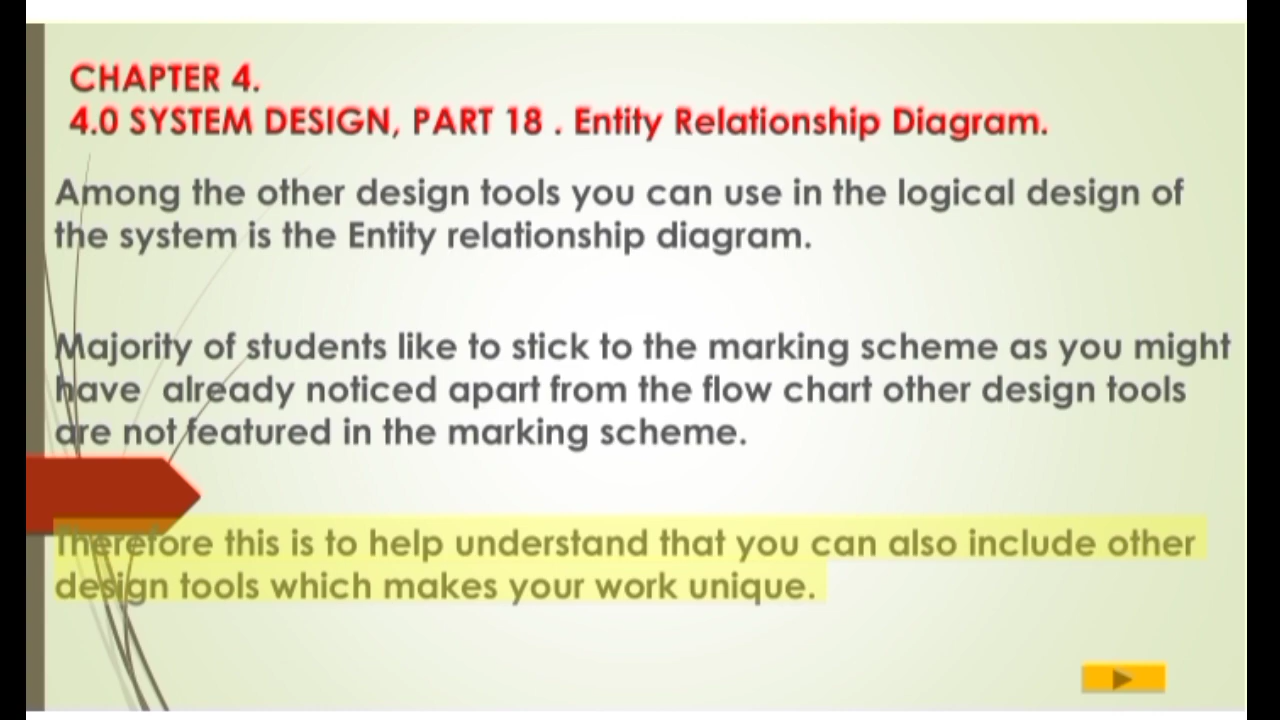 CHAPTER 4.
4.0 SYSTEM DESIGN, PART 18 . Entity Relationship Diagram.
Among the other design tools you can use in the logical design of
the system is the Entity relationship diagram.
Majority of students like to stick to the marking scheme as you might
have already noticed apart from the flow chart other design tools
are not featured in the marking scheme.
Therefore this is to help understand that you can also include other
design tools which makes your work unique.